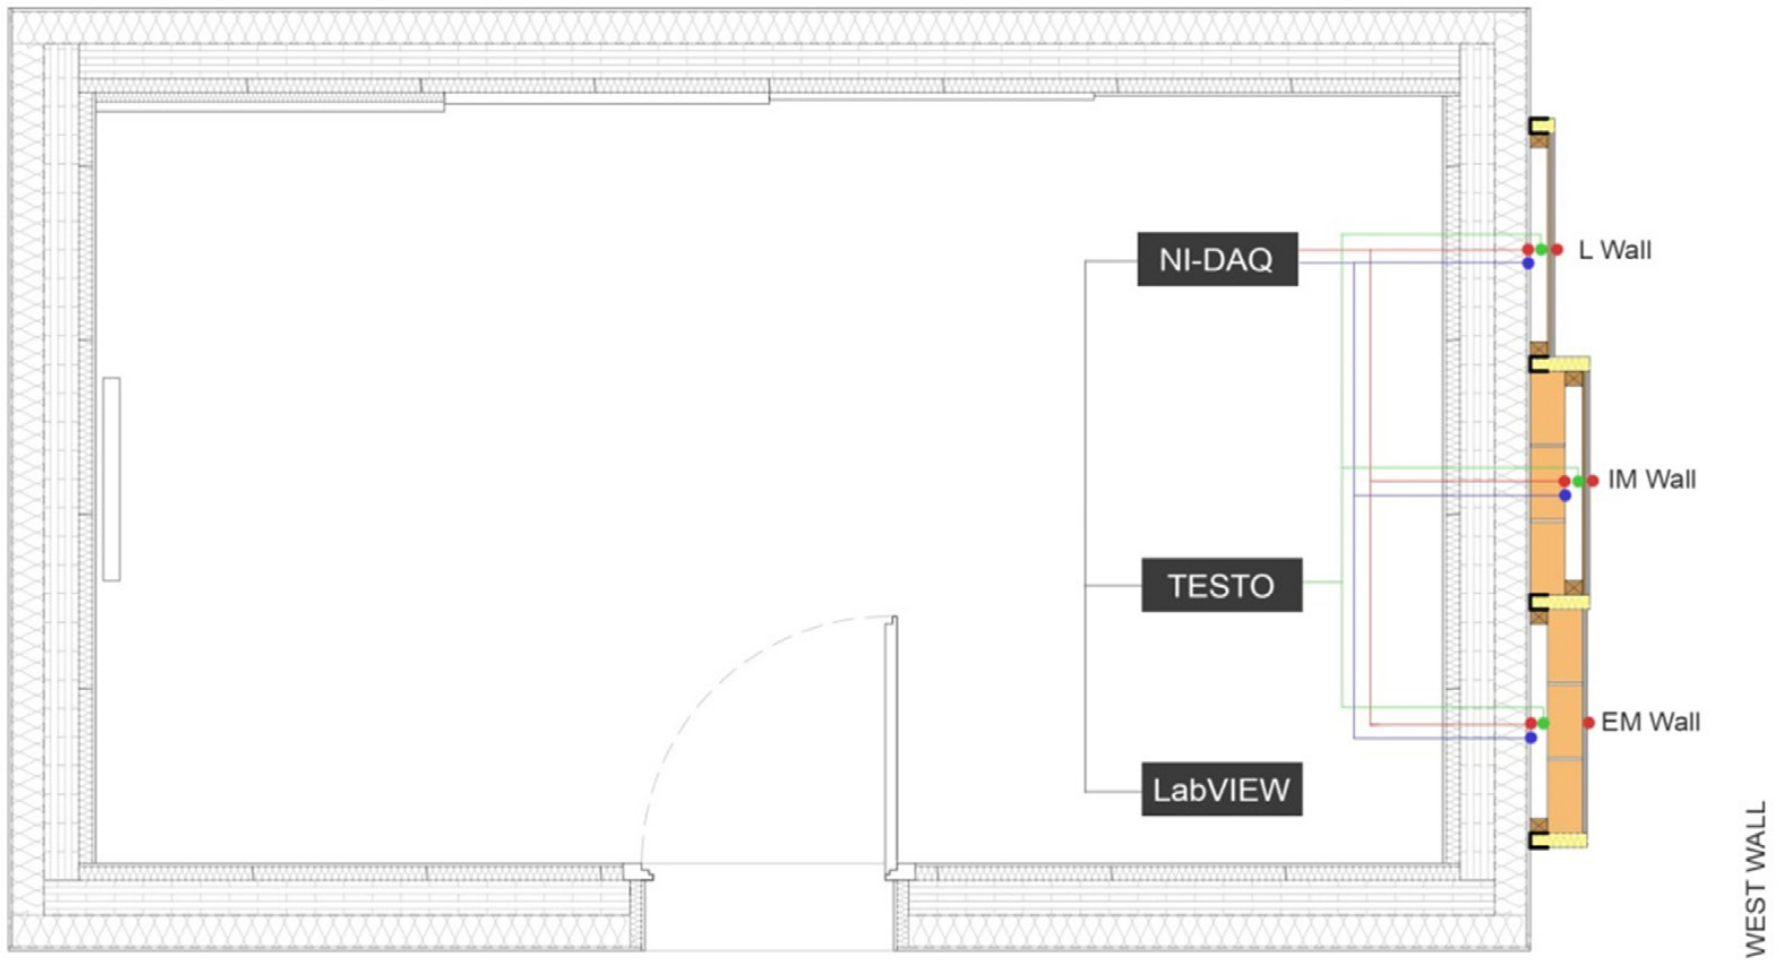 NI-DAQ
L Wall
IM Wall
TESTO
EM Wall
LabVIEW
WEST WALL